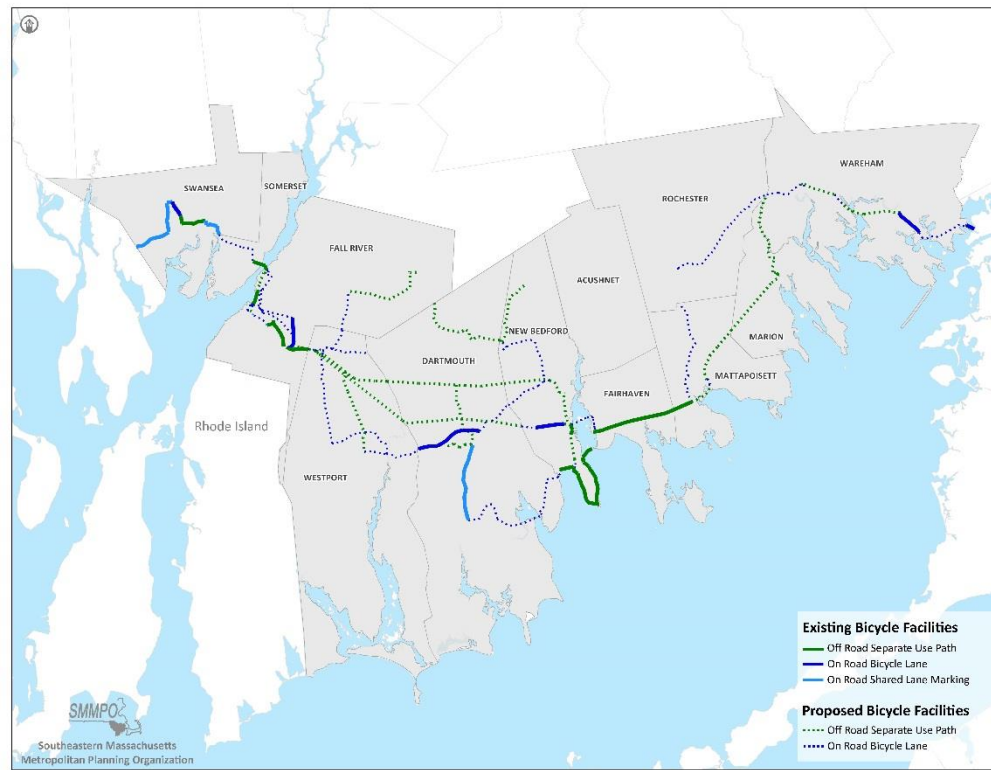 WAREHAM
SWANSEA
SOMERSET
ROCHESTER
FALL RIVER
ACUSHNET
NEW BEDFORD
MARION
DARTMOUTH
MATTAPOISETT
FAIRHAVEN
Rhode Island
WESTPORT
Existing Bicycle Facilities
Off Road Separate Use Path
On Road Bicycle Lane
On Road Shared Lane Marking
Proposed Bicycle Facilities
Off Road Separate Use Path
On Road Bicycle Lane
SMMPO
Southeastern Massachusetts
Metropolitan Planning Organization